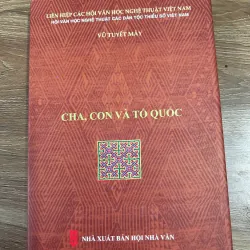 LIÊN HIỆP CÁC HỘI VĂN HỌC NGHỆ THUẬT VIỆT NAM
HỘI VĂN HỌC NGHỆ THUẬT CÁC DÂN TỘC THIỂU SỐ VIỆT NAM
VŨ TUYẾT MÂY
CHA, CON VÀ TỔ QUỐC
NHÀ XUẤT BẢN HỘI NHÀ VĂN